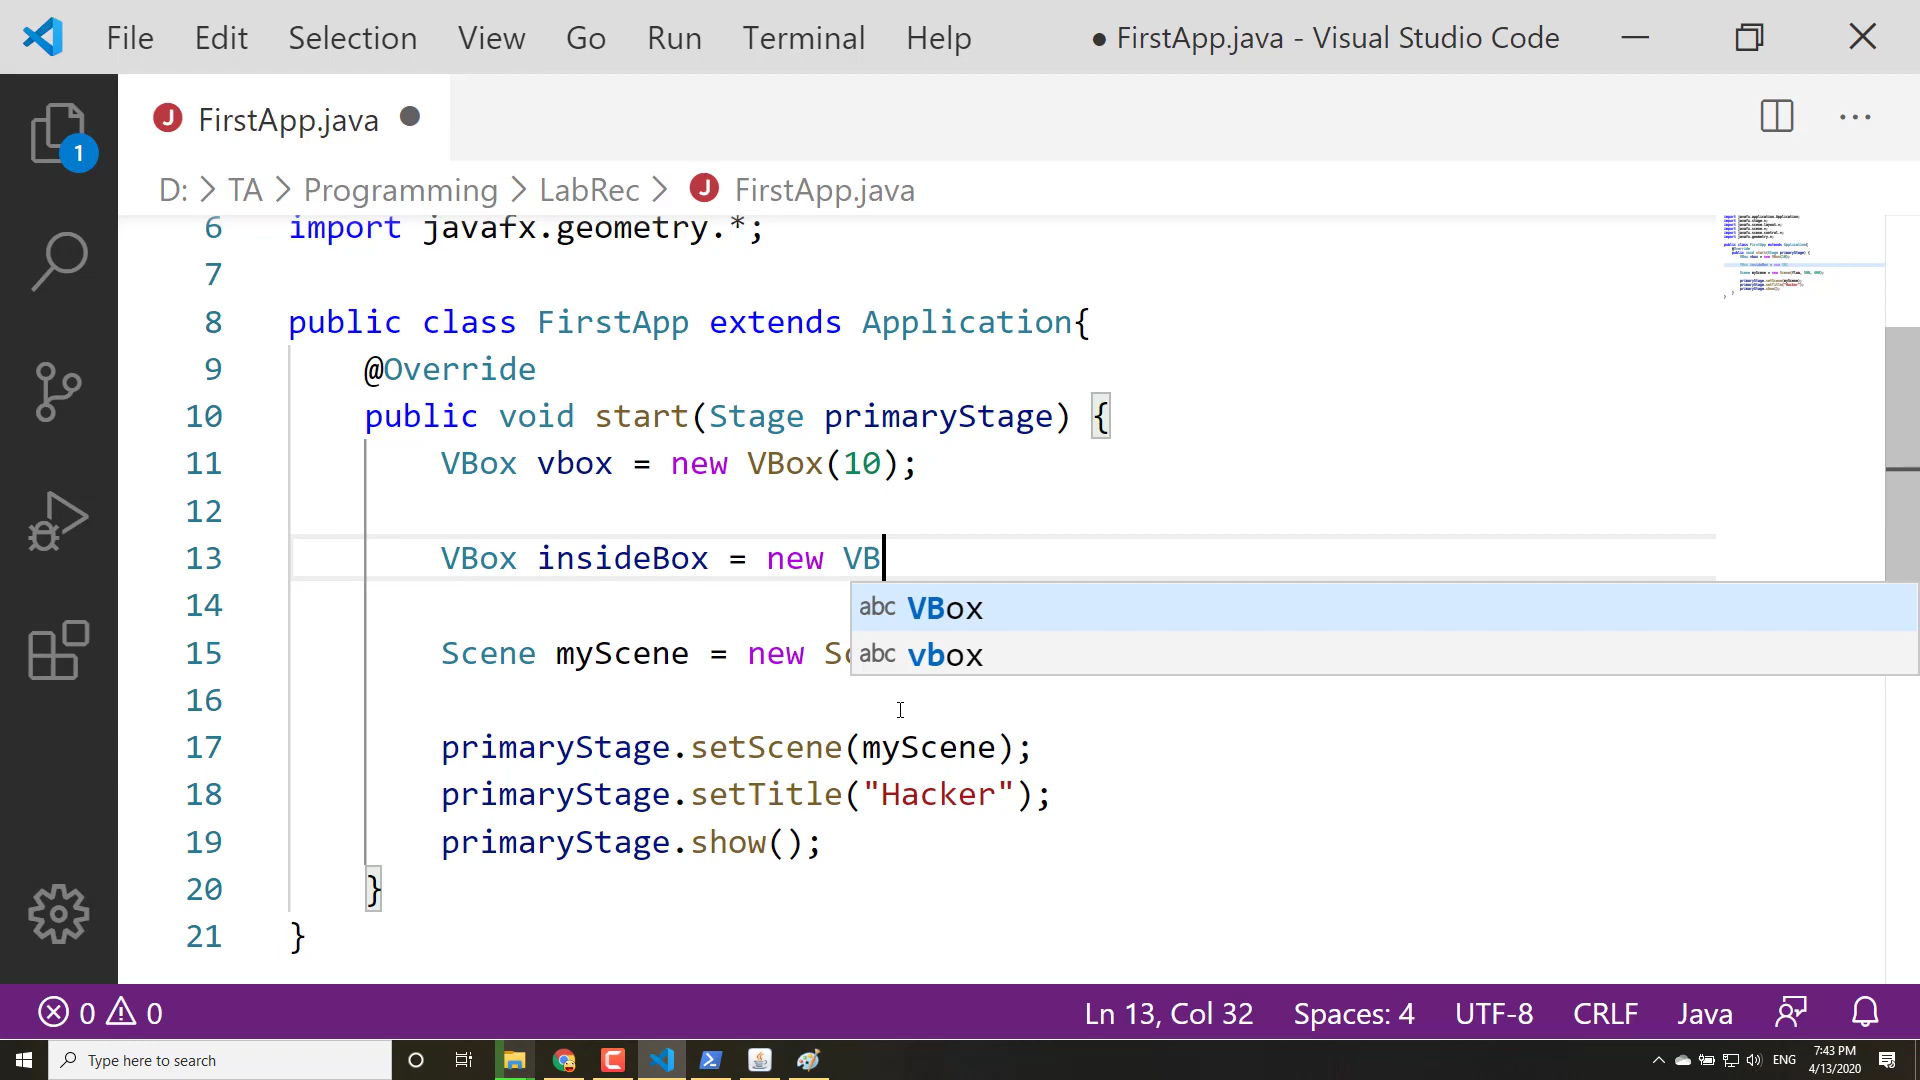 File Edit Selection View Go Run Terminal Help ● FirstApp.java - Visual Studio Code
J FirstApp.java
1
D: > TA > Programming > LabRec > J FirstApp.java
6 import javafx.geometry.*;
7
8 public class FirstApp extends Application{
9 @Override
10 public void start(Stage primaryStage) {
11 VBox vbox = new VBox(10);
12
13 VBox insideBox = new VB
14
abc VBox
15 Scene myScene = new Sc
abc vbox
16
17 primaryStage.setScene(myScene);
18 primaryStage.setTitle("Hacker");
19 primaryStage.show();
20 }
21 }
0 0 Ln 13, Col 32 Spaces: 4 UTF-8 CRLF Java
Type here to search
ENG
7:43 PM
4/13/2020